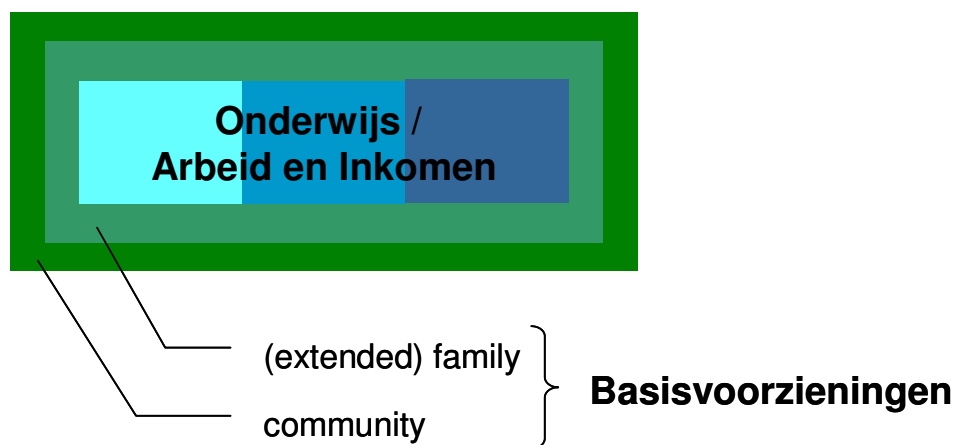 Onderwijs /
Arbeid en Inkomen
(extended) family
Basisvoorzieningen
community